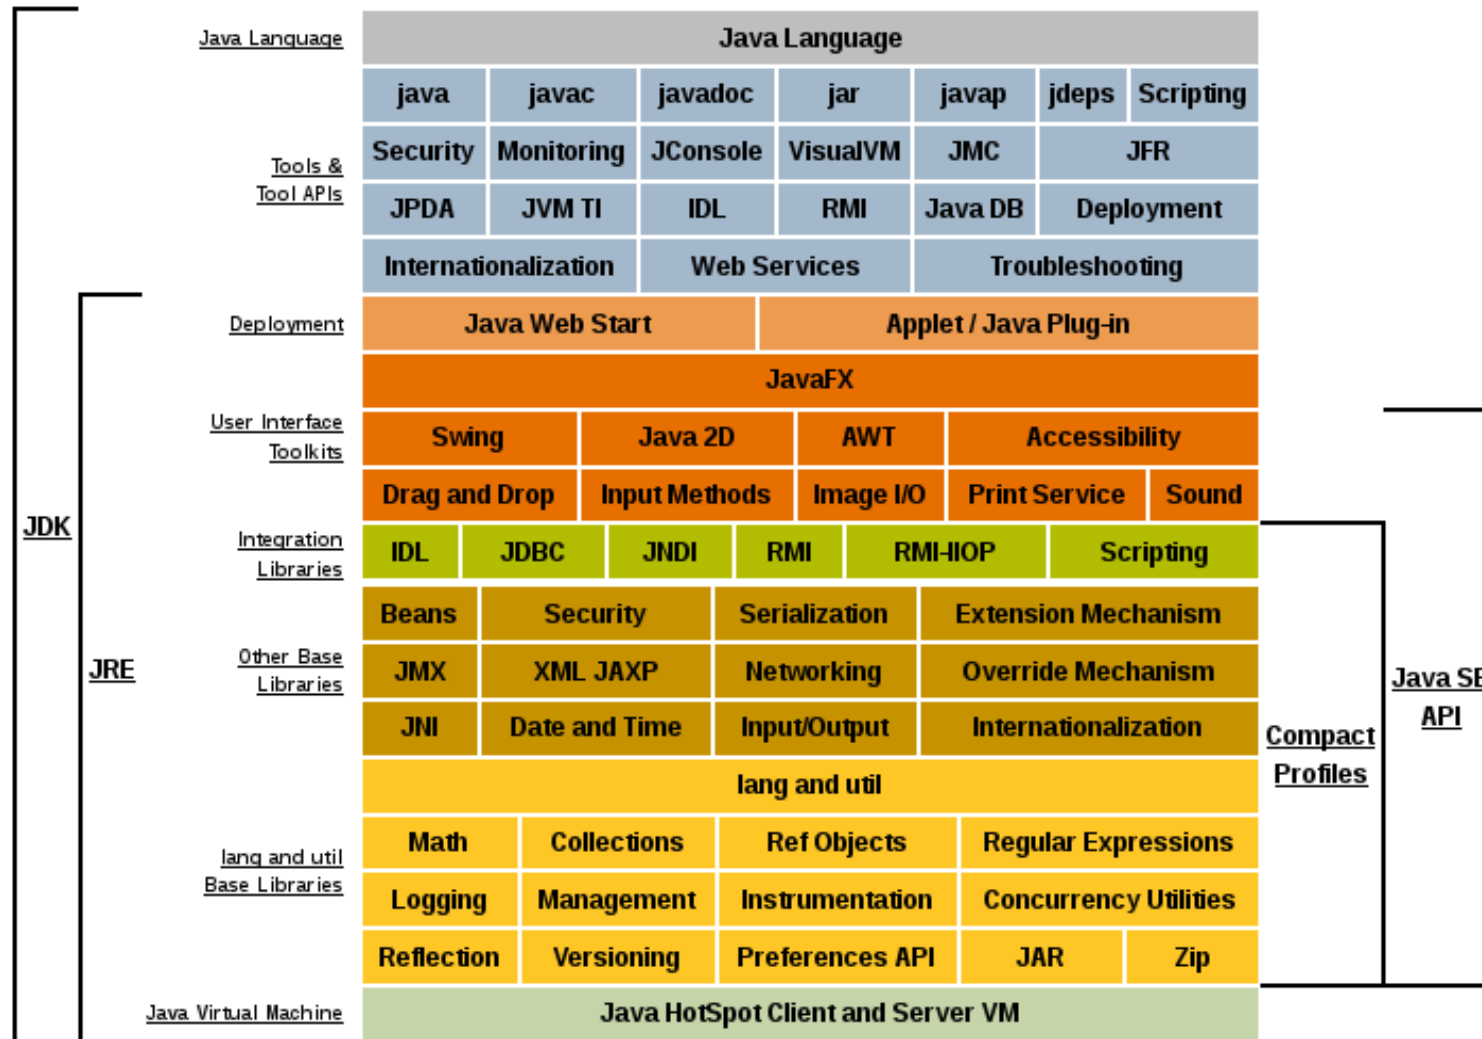 Java Language
Java Language
java javac javadoc jar javap jdeps Scripting
Security Monitoring JConsole VisualVM JMC JFR
Tools &
Tool APIs
JPDA JVM TI IDL RMI Java DB Deployment
Internationalization Web Services Troubleshooting
Deployment
Java Web Start Applet / Java Plug-in
JavaFX
User Interface
Toolkits
Swing Java 2D AWT Accessibility
Drag and Drop Input Methods Image I/O Print Service Sound
JDK
Integration
Libraries
IDL JDBC JNDI RMI RMI-IIOP Scripting
Beans Security Serialization Extension Mechanism
JRE
Other Base
Libraries
JMX XML JAXP Networking Override Mechanism
Java SE
API
JNI Date and Time Input/Output Internationalization
Compact
Profiles
lang and util
lang and util
Base Libraries
Math Collections Ref Objects Regular Expressions
Logging Management Instrumentation Concurrency Utilities
Reflection Versioning Preferences API JAR Zip
Java Virtual Machine
Java HotSpot Client and Server VM